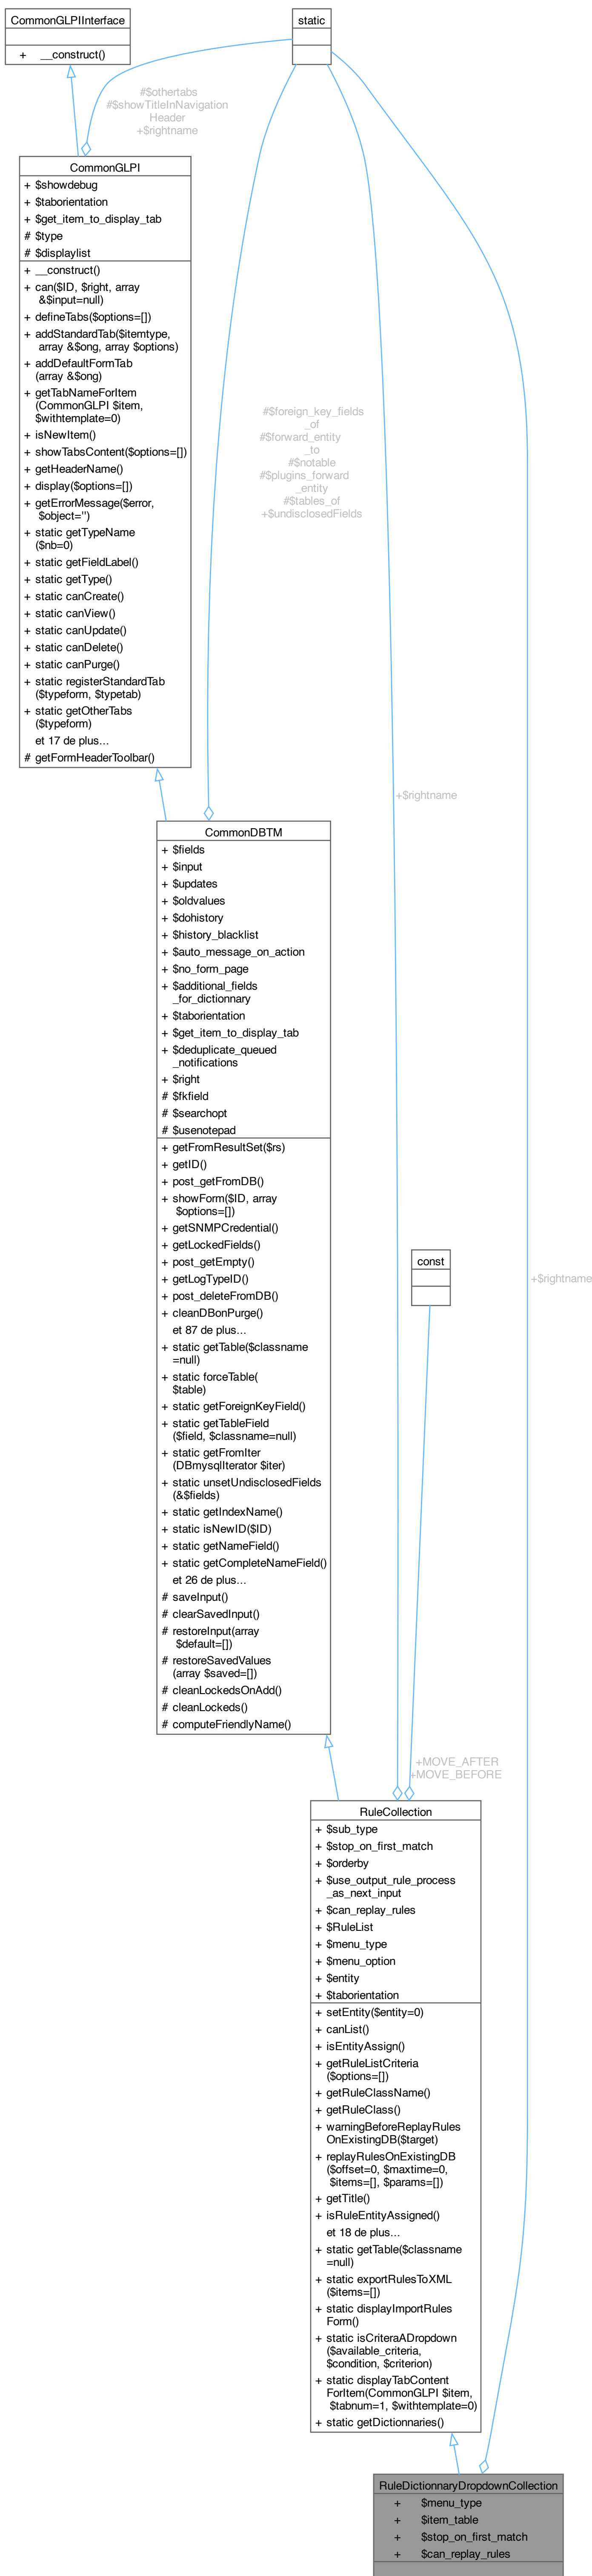 CommonGLPIInterface
+ __construct()
static
#$othertabs
#$showTitleInNavigation
Header
+$rightname
CommonGLPI
+ $showdebug
+ $taborientation
+ $get_item_to_display_tab
# $type
# $displaylist
+ __construct()
+ can($ID, $right, array
&$input=null)
+ defineTabs($options=[])
+ addStandardTab($itemtype,
array &$ong, array $options)
+ addDefaultFormTab
(array &$ong)
+ getTabNameForItem
(CommonGLPI $item,
$withtemplate=0)
+ isNewItem()
+ showTabsContent($options=[])
+ getHeaderName()
+ display($options=[])
+ getErrorMessage($error,
$object='')
+ static getTypeName
($nb=0)
+ static getFieldLabel()
+ static getType()
+ static canCreate()
+ static canView()
+ static canUpdate()
+ static canDelete()
+ static canPurge()
+ static registerStandardTab
($typeform, $typetab)
+ static getOtherTabs
($typeform)
et 17 de plus...
# getFormHeaderToolbar()
#$foreign_key_fields
_of
#$forward_entity
_to
#$notable
#$plugins_forward
_entity
#$tables_of
+$undisclosedFields
+$rightname
CommonDBTM
+ $fields
+ $input
+ $updates
+ $oldvalues
+ $dohistory
+ $history_blacklist
+ $auto_message_on_action
+ $no_form_page
+ $additional_fields
_for_dictionnary
+ $taborientation
+ $get_item_to_display_tab
+ $deduplicate_queued
_notifications
+ $right
# $fkfield
# $searchopt
# $usenotepad
+ getFromResultSet($rs)
+ getID()
+ post_getFromDB()
+ showForm($ID, array
$options=[])
+ getSNMPCredential()
+ getLockedFields()
+ post_getEmpty()
+ getLogTypeID()
+ post_deleteFromDB()
+ cleanDBonPurge()
et 87 de plus...
+ static getTable($classname
=null)
+ static forceTable(
$table)
+ static getForeignKeyField()
+ static getTableField
($field, $classname=null)
+ static getFromIter
(DBmysqlIterator $iter)
+ static unsetUndisclosedFields
(&$fields)
+ static getIndexName()
+ static isNewID($ID)
+ static getNameField()
+ static getCompleteNameField()
et 26 de plus...
# saveInput()
# clearSavedInput()
# restoreInput(array
$default=[])
# restoreSavedValues
(array $saved=[])
# cleanLockedsOnAdd()
# cleanLockeds()
# computeFriendlyName()
const
+$rightname
+MOVE_AFTER
+MOVE_BEFORE
RuleCollection
+ $sub_type
+ $stop_on_first_match
+ $orderby
+ $use_output_rule_process
_as_next_input
+ $can_replay_rules
+ $RuleList
+ $menu_type
+ $menu_option
+ $entity
+ $taborientation
+ setEntity($entity=0)
+ canList()
+ isEntityAssign()
+ getRuleListCriteria
($options=[])
+ getRuleClassName()
+ getRuleClass()
+ warningBeforeReplayRules
OnExistingDB($target)
+ replayRulesOnExistingDB
($offset=0, $maxtime=0,
$items=[], $params=[])
+ getTitle()
+ isRuleEntityAssigned()
et 18 de plus...
+ static getTable($classname
=null)
+ static exportRulesToXML
($items=[])
+ static displayImportRules
Form()
+ static isCriteraADropdown
($available_criteria,
$condition, $criterion)
+ static displayTabContent
ForItem(CommonGLPI $item,
$tabnum=1, $withtemplate=0)
+ static getDictionnaries()
RuleDictionnaryDropdownCollection
+ $menu_type
+ $item_table
+ $stop_on_first_match
+ $can_replay_rules